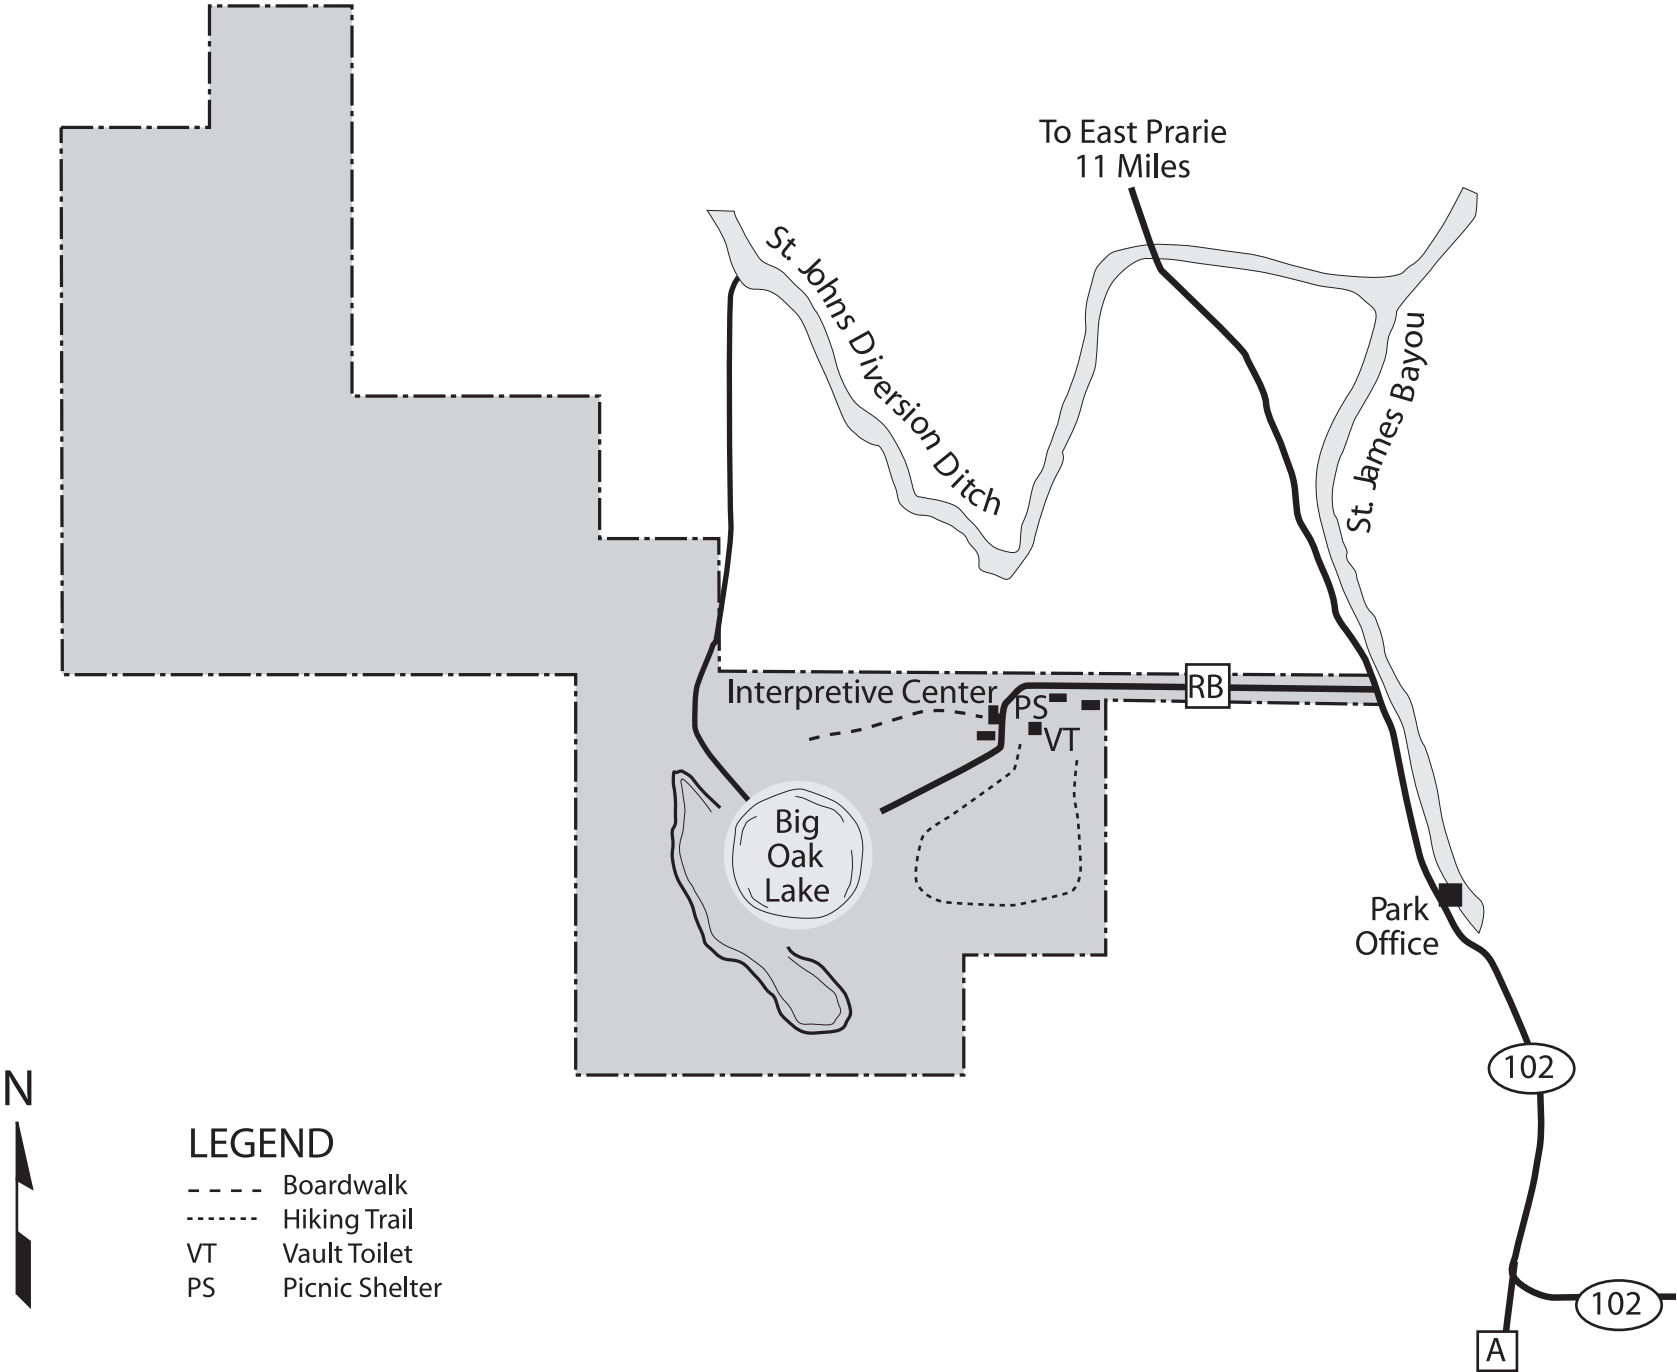 To East Prarie
11 Miles
St. Johns Diversion Ditch
St. James Bayou
Interpretive Center
PS
RB
VT
Big
Oak
Lake
Park
Office
102
N
LEGEND
Boardwalk
Hiking Trail
VT Vault Toilet
PS Picnic Shelter
102
A